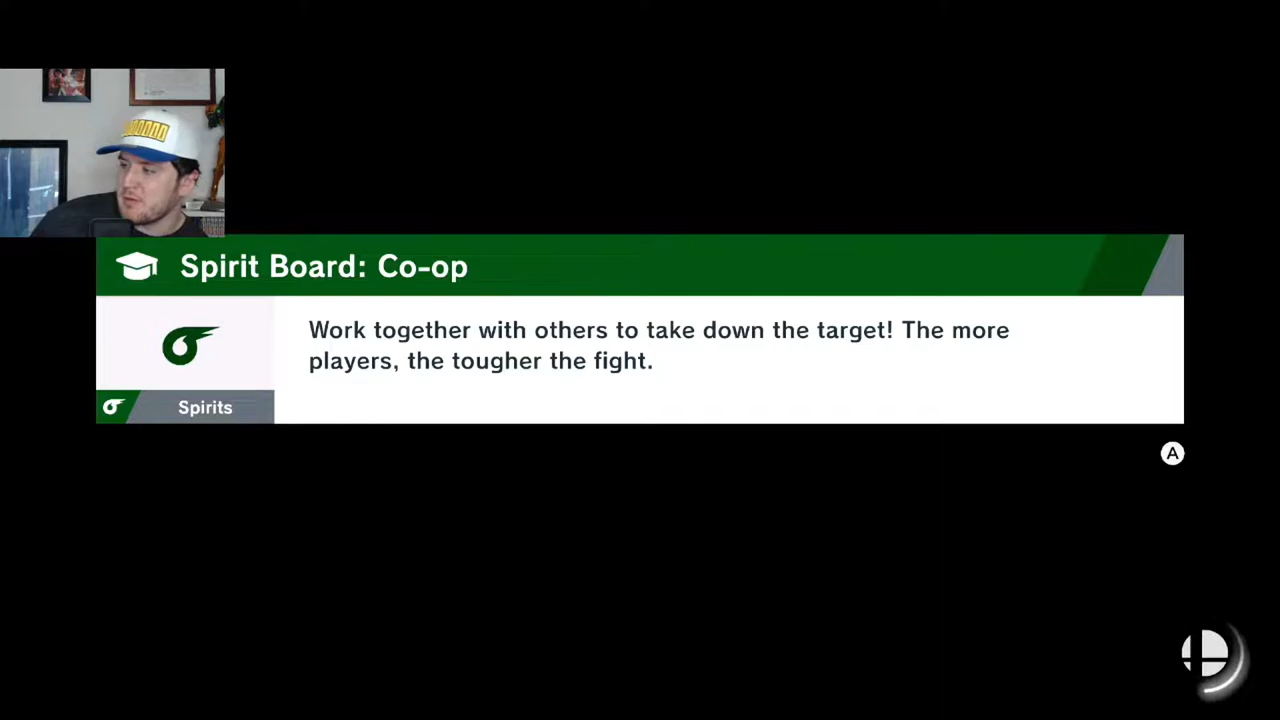 Spirit Board: Co-op
Work together with others to take down the target! The more
players, the tougher the fight.
Spirits
A